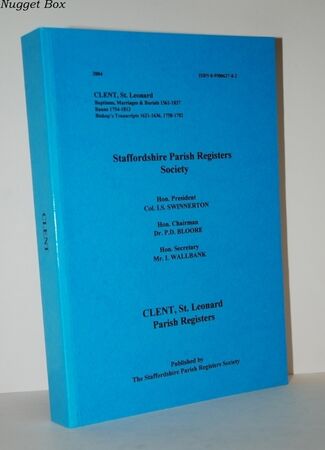 Nugget Box
2004 ISBN 0-9500627-8-2
CLENT, St. Leonard
Baptisms, Marriages & Burials 1561-1837
Banns 1754-1812
Bishop's Transcripts 1621-1636, 1750-1792
Staffordshire Parish Registers
Society
Hon. President
Col. I.S. SWINNERTON
Hon. Chairman
Dr. P.D. BLOORE
Hon. Secretary
Mr. I. WALLBANK
CLENT, St. Leonard
Parish Registers
Published by
The Staffordshire Parish Registers Society
CLENT